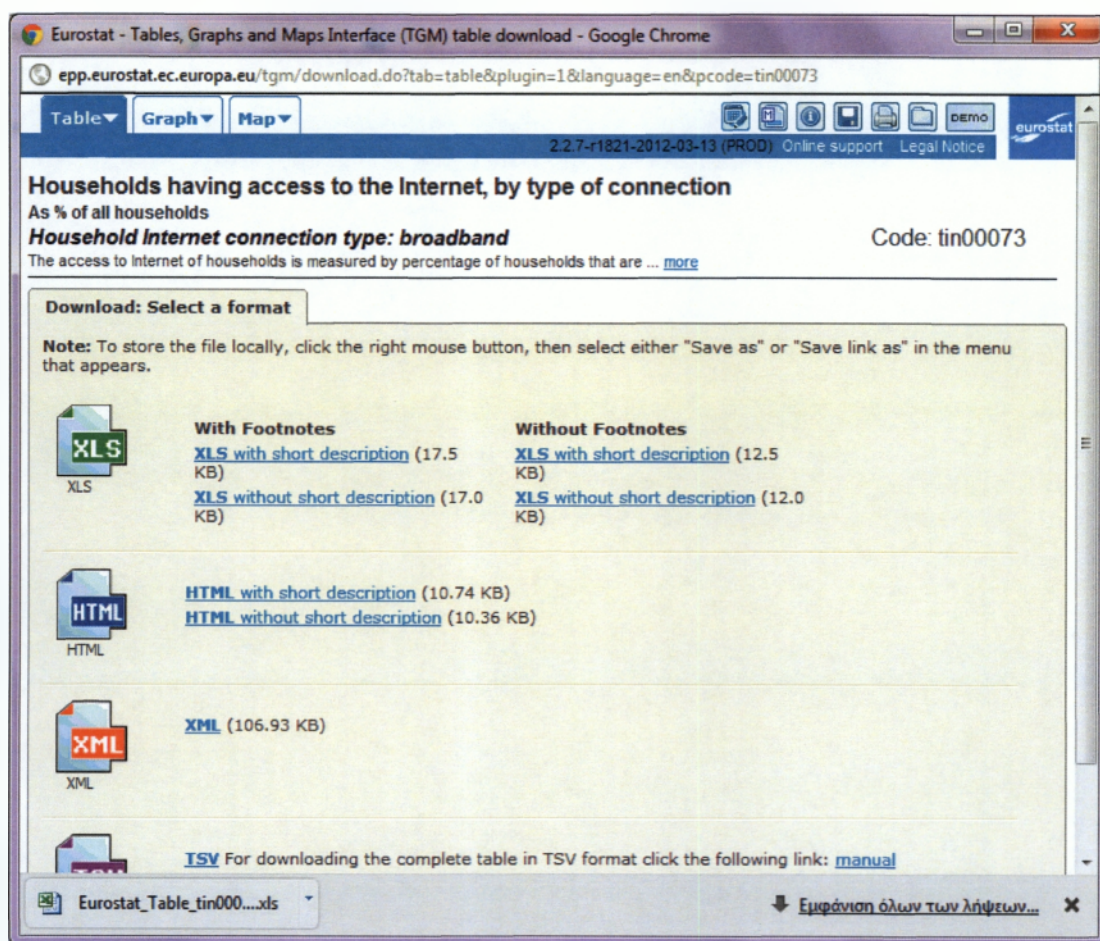 Eurostat - Tables, Graphs and Maps Interface (TGM) table download - Google Chrome
epp.eurostat.ec.europa.eu/tgm/download.do?tab=table&plugin=1&language=en&pcode=tin00073
Table Graph Map DEMO eurostat
2.2.7-r1821-2012-03-13 (PROD) Online support Legal Notice
Households having access to the Internet, by type of connection
As % of all households
Household Internet connection type: broadband Code: tin00073
The access to Internet of households is measured by percentage of households that are ... more
Download: Select a format
Note: To store the file locally, click the right mouse button, then select either "Save as" or "Save link as" in the menu
that appears.
XLS
XLS
With Footnotes
XLS with short description (17.5
KB)
XLS without short description (17.0
KB)
Without Footnotes
XLS with short description (12.5
KB)
XLS without short description (12.0
KB)
HTML
HTML
HTML with short description (10.74 KB)
HTML without short description (10.36 KB)
XML
XML
XML (106.93 KB)
TSV For downloading the complete table in TSV format click the following link: manual
Eurostat_Table_tin000....xls
Εμφάνιση όλων των λήψεων...